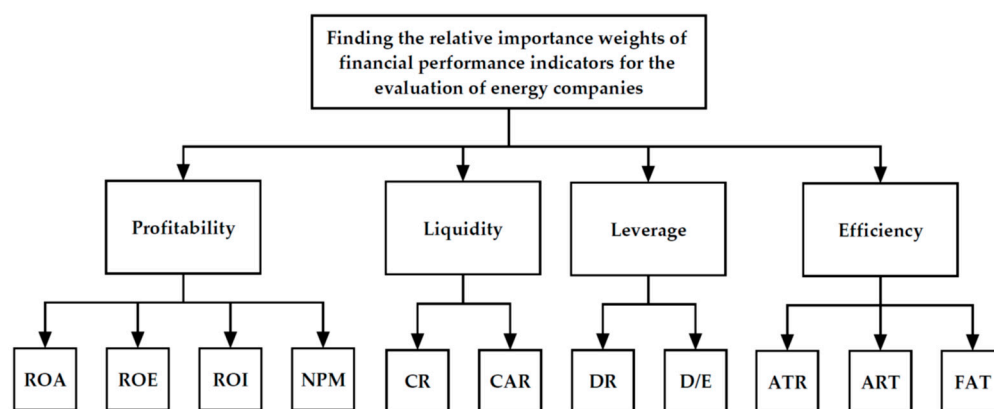 Finding the relative importance weights of
financial performance indicators for the
evaluation of energy companies
Profitability
Liquidity
Leverage
Efficiency
ROA
ROE
ROI
NPM
CR
CAR
DR
D/E
ATR
ART
FAT